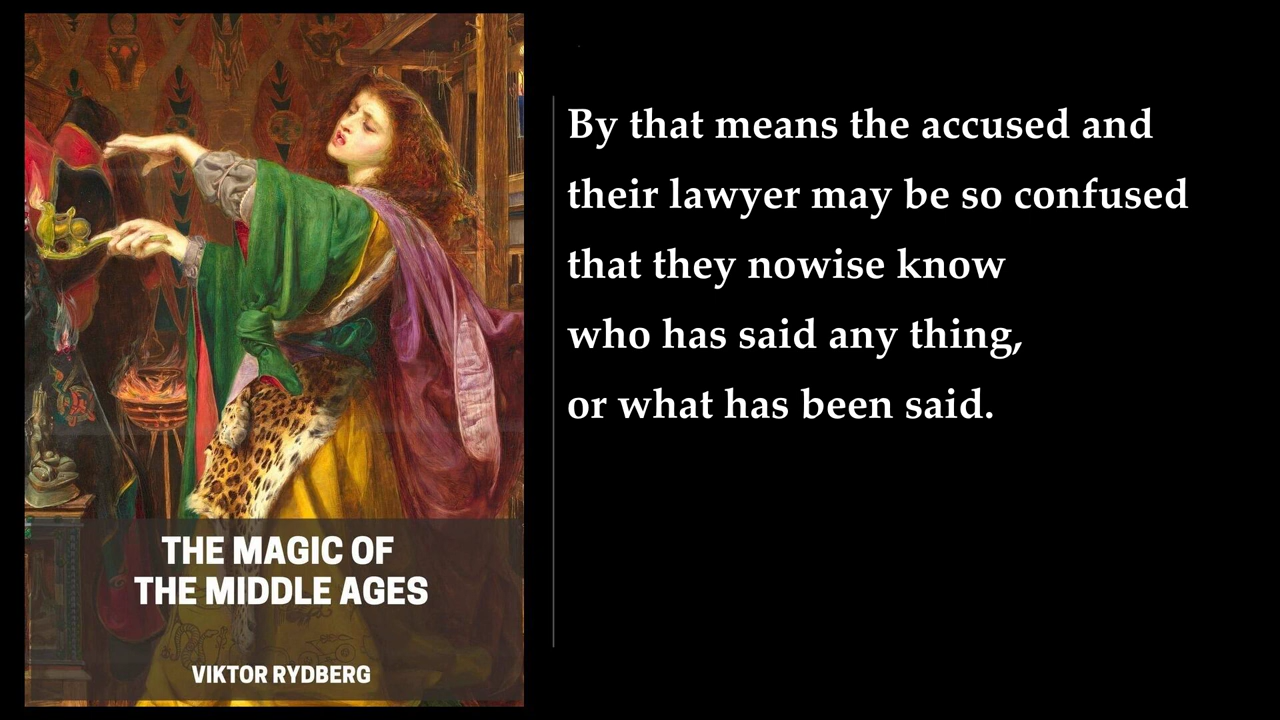 THE MAGIC OF
THE MIDDLE AGES
VIKTOR RYDBERG
By that means the accused and
their lawyer may be so confused
that they nowise know
who has said any thing,
or what has been said.